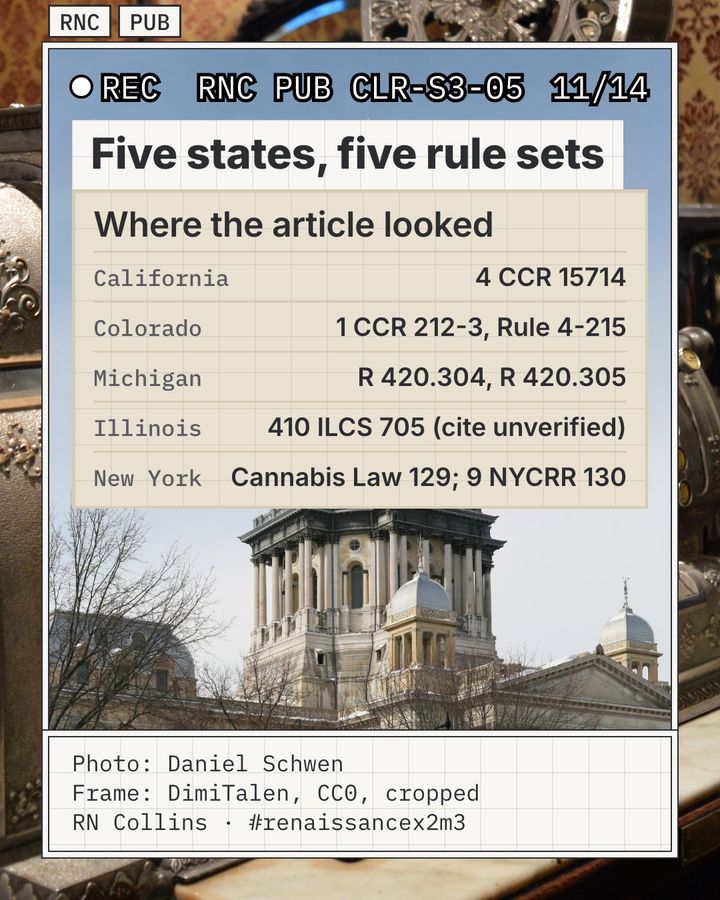 RNC PUB
REC RNC PUB CLR-S3-05 11/14
Five states, five rule sets
Where the article looked
California 4 CCR 15714
Colorado 1 CCR 212-3, Rule 4-215
Michigan R 420.304, R 420.305
Illinois 410 ILCS 705 (cite unverified)
New York Cannabis Law 129; 9 NYCRR 130
Photo: Daniel Schwen
Frame: DimiTalen, CC0, cropped
RN Collins · #renaissancex2m3